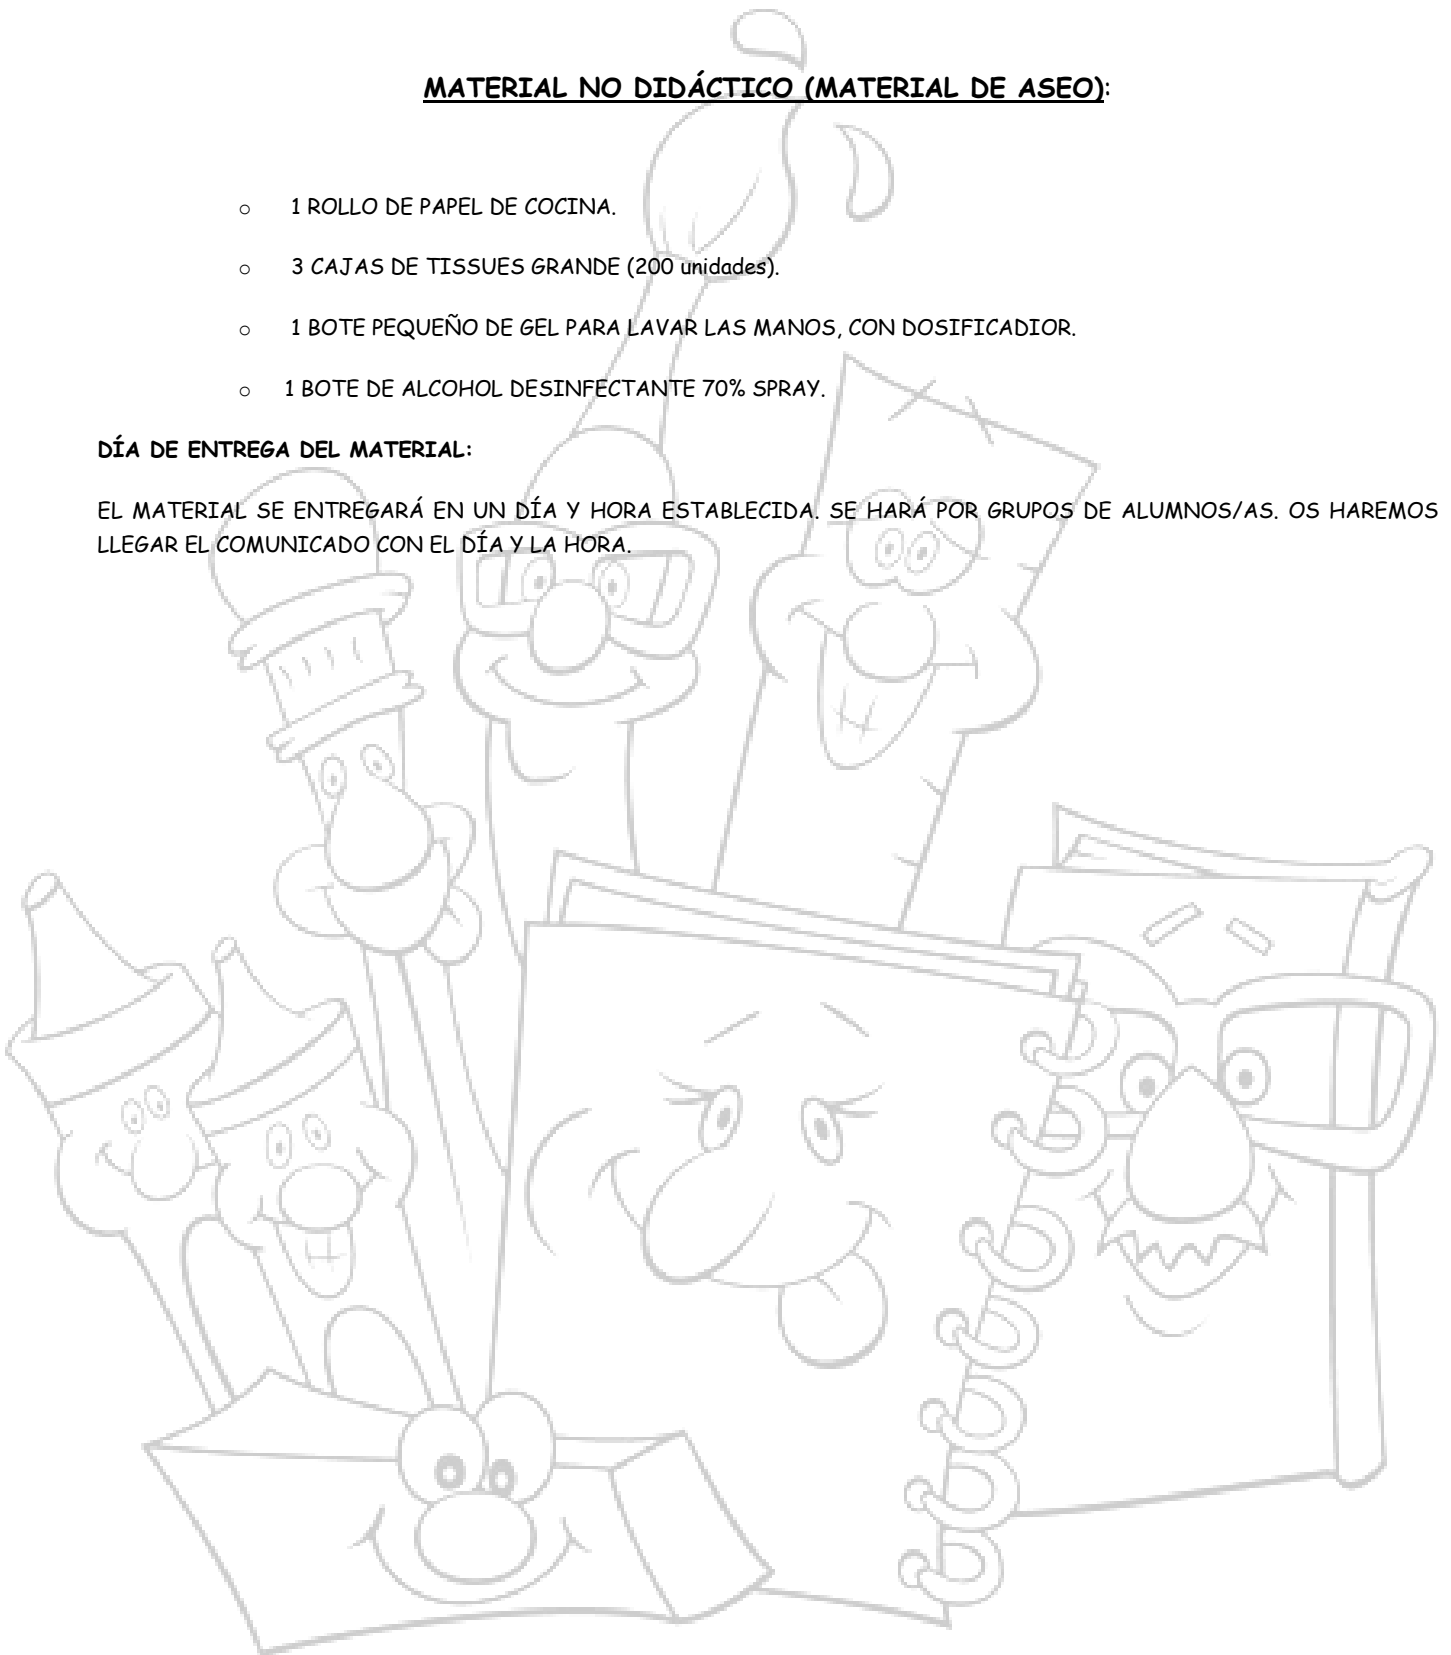 MATERIAL NO DIDÁCTICO (MATERIAL DE ASEO):
o 1 ROLLO DE PAPEL DE COCINA.
o 3 CAJAS DE TISSUES GRANDE (200 unidades).
o 1 BOTE PEQUEÑO DE GEL PARA LAVAR LAS MANOS, CON DOSIFICADIOR.
o 1 BOTE DE ALCOHOL DESINFECTANTE 70% SPRAY.
DÍA DE ENTREGA DEL MATERIAL:
EL MATERIAL SE ENTREGARÁ EN UN DÍA Y HORA ESTABLECIDA. SE HARÁ POR GRUPOS DE ALUMNOS/AS. OS HAREMOS
LLEGAR EL COMUNICADO CON EL DÍA Y LA HORA.